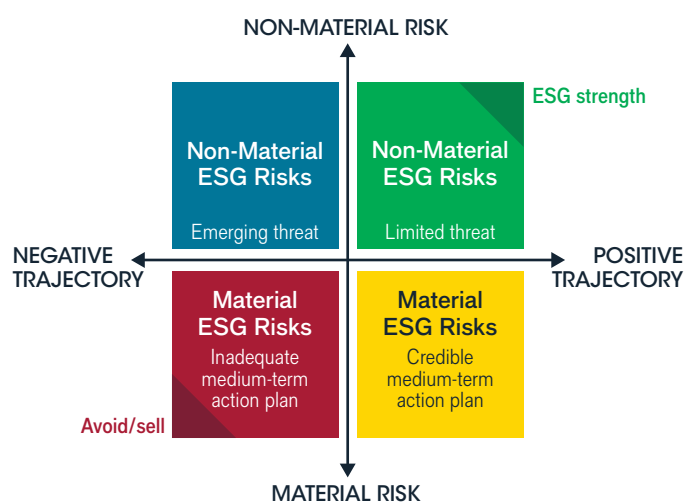 NON-MATERIAL RISK
ESG strength
Non-Material
ESG Risks
Emerging threat
Non-Material
ESG Risks
Limited threat
NEGATIVE
TRAJECTORY
POSITIVE
TRAJECTORY
Material
ESG Risks
Inadequate
medium-term
action plan
Material
ESG Risks
Credible
medium-term
action plan
Avoid/sell
MATERIAL RISK